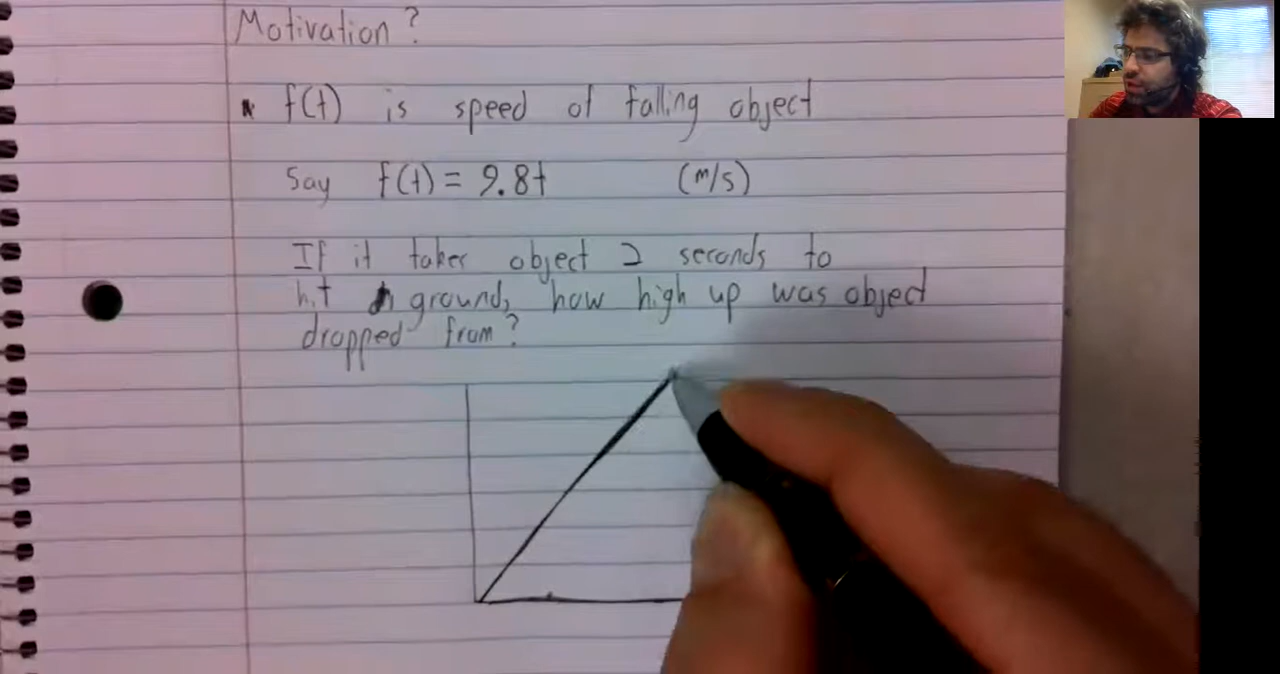 Motivation?
f(t) is speed of falling object
Say f(t) = 9.8t (m/s)
If it takes object 2 seconds to
hit ground, how high up was object
dropped from?